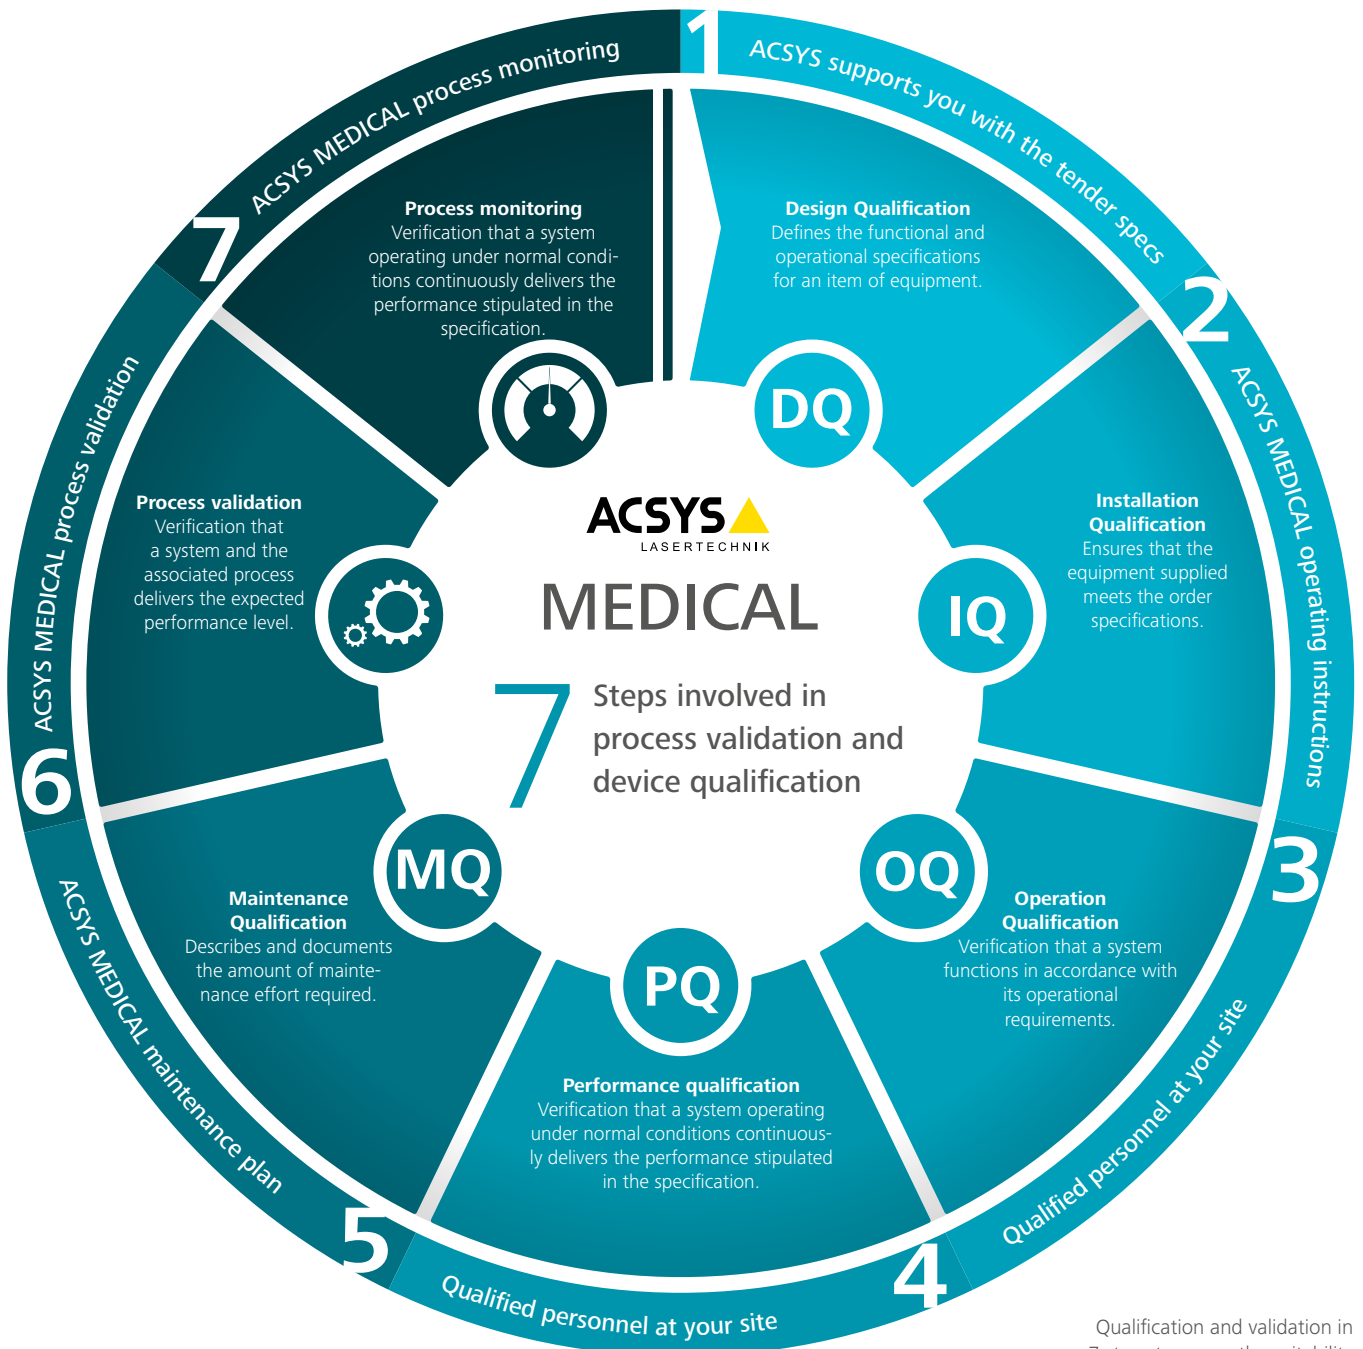 1
ACSYS supports you with the tender specs
Design Qualification
Defines the functional and
operational specifications
for an item of equipment.
DQ
2
ACSYS MEDICAL operating instructions
Installation
Qualification
Ensures that the
equipment supplied
meets the order
specifications.
IQ
3
Qualified personnel at your site
Operation
Qualification
Verification that a system
functions in accordance with
its operational
requirements.
OQ
4
Qualified personnel at your site
Performance qualification
Verification that a system operating
under normal conditions continuous-
ly delivers the performance stipulated
in the specification.
PQ
5
ACSYS MEDICAL maintenance plan
Maintenance
Qualification
Describes and documents
the amount of mainte-
nance effort required.
MQ
6
ACSYS MEDICAL process validation
Process validation
Verification that
a system and the
associated process
delivers the expected
performance level.
7
ACSYS MEDICAL process monitoring
Process monitoring
Verification that a system
operating under normal condi-
tions continuously delivers the
performance stipulated in the
specification.
ACSYS
LASERTECHNIK
MEDICAL
7
Steps involved in
process validation and
device qualification
Qualification and validation in